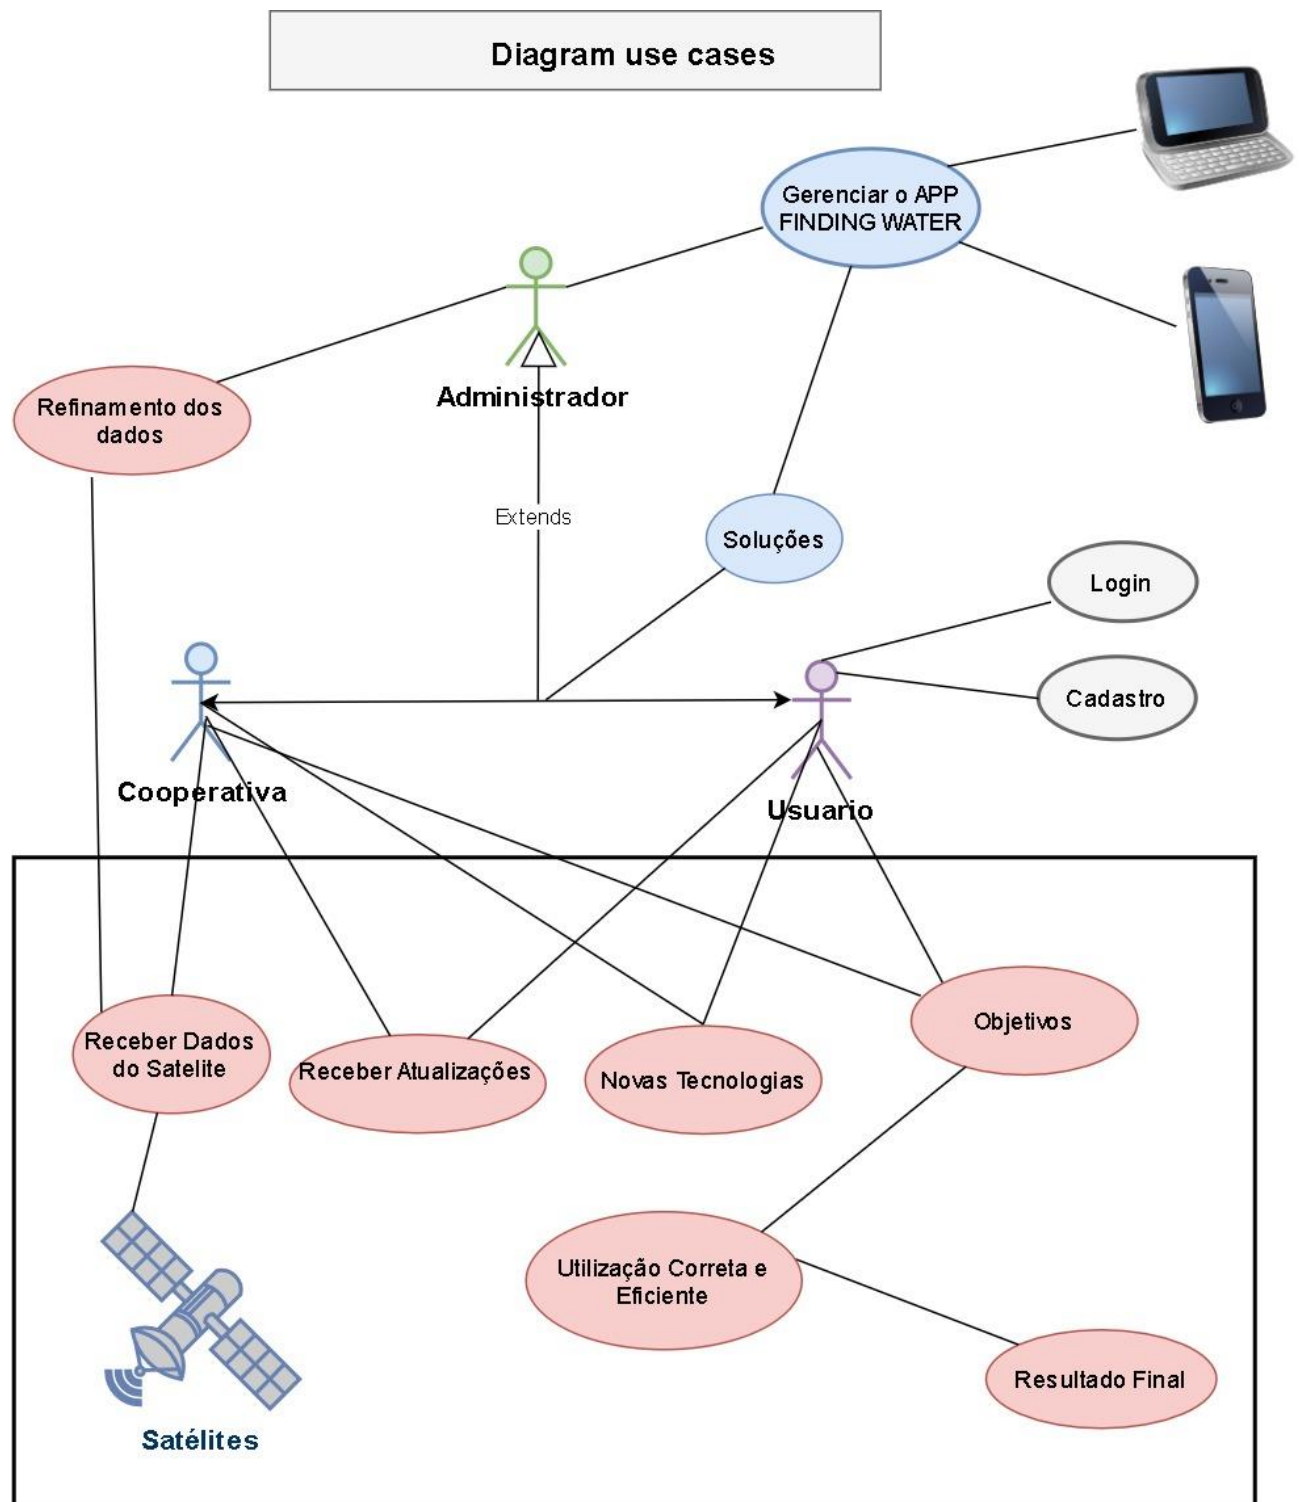 Diagram use cases
Gerenciar o APP
FINDING WATER
Administrador
Refinamento dos
dados
Extends
Soluções
Login
Cadastro
Cooperativa
Usuario
Receber Dados
do Satelite
Receber Atualizações
Novas Tecnologias
Objetivos
Utilização Correta e
Eficiente
Resultado Final
Satélites